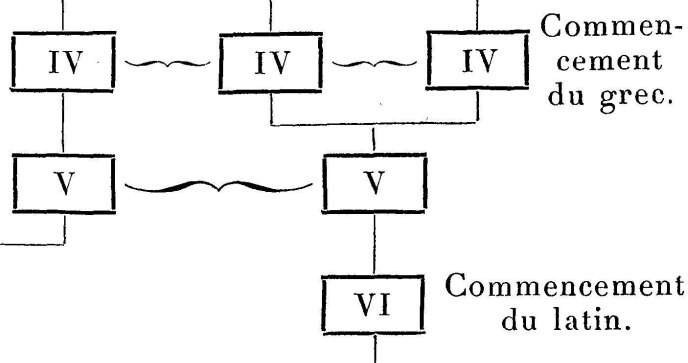 IV IV IV
Commen-
cement
du grec.
V V
VI
Commencement
du latin.